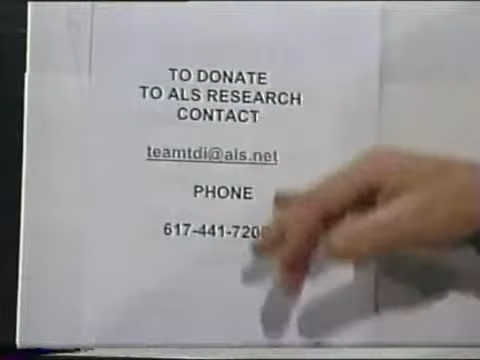 TO DONATE
TO ALS RESEARCH
CONTACT
teamtdi@als.net
PHONE
617-441-720